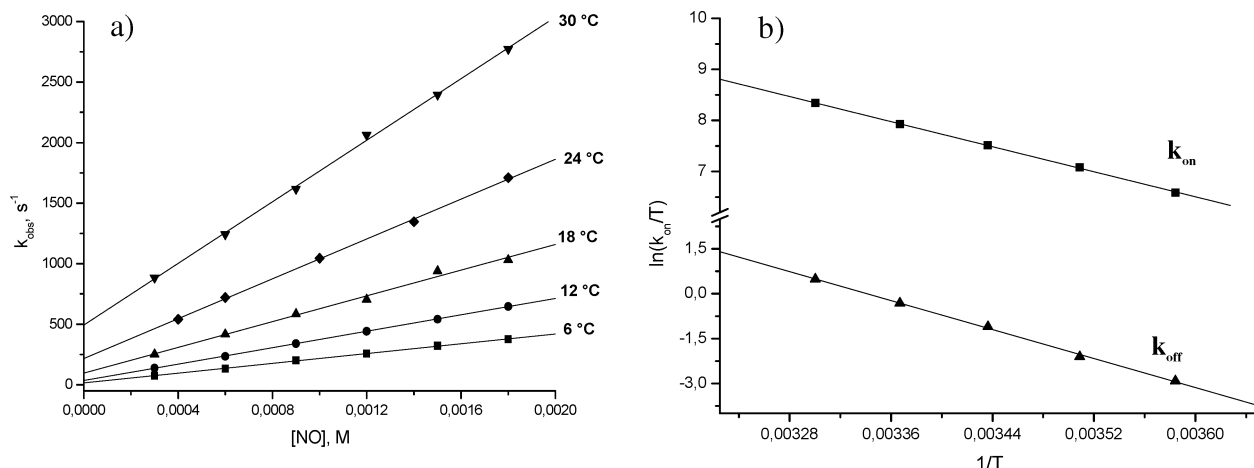 a)
3000
2500
2000
1500
1000
500
0
k_obs, s⁻¹
30 °C
24 °C
18 °C
12 °C
6 °C
0,0000
0,0004
0,0008
0,0012
0,0016
0,0020
[NO], M
b)
10
9
8
7
1,5
0,0
-1,5
-3,0
ln(k_on/T)
k_on
k_off
0,00328
0,00336
0,00344
0,00352
0,00360
1/T